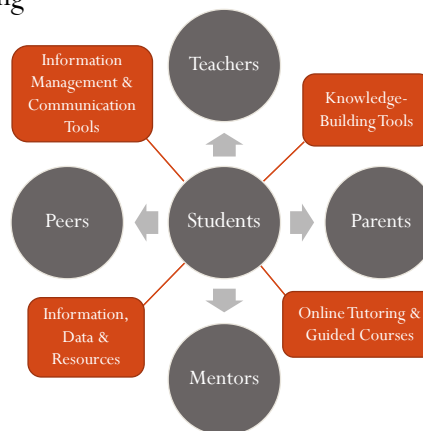 Information
Management &
Communication
Tools
Teachers
Knowledge-
Building Tools
Peers
Students
Parents
Information,
Data &
Resources
Online Tutoring &
Guided Courses
Mentors